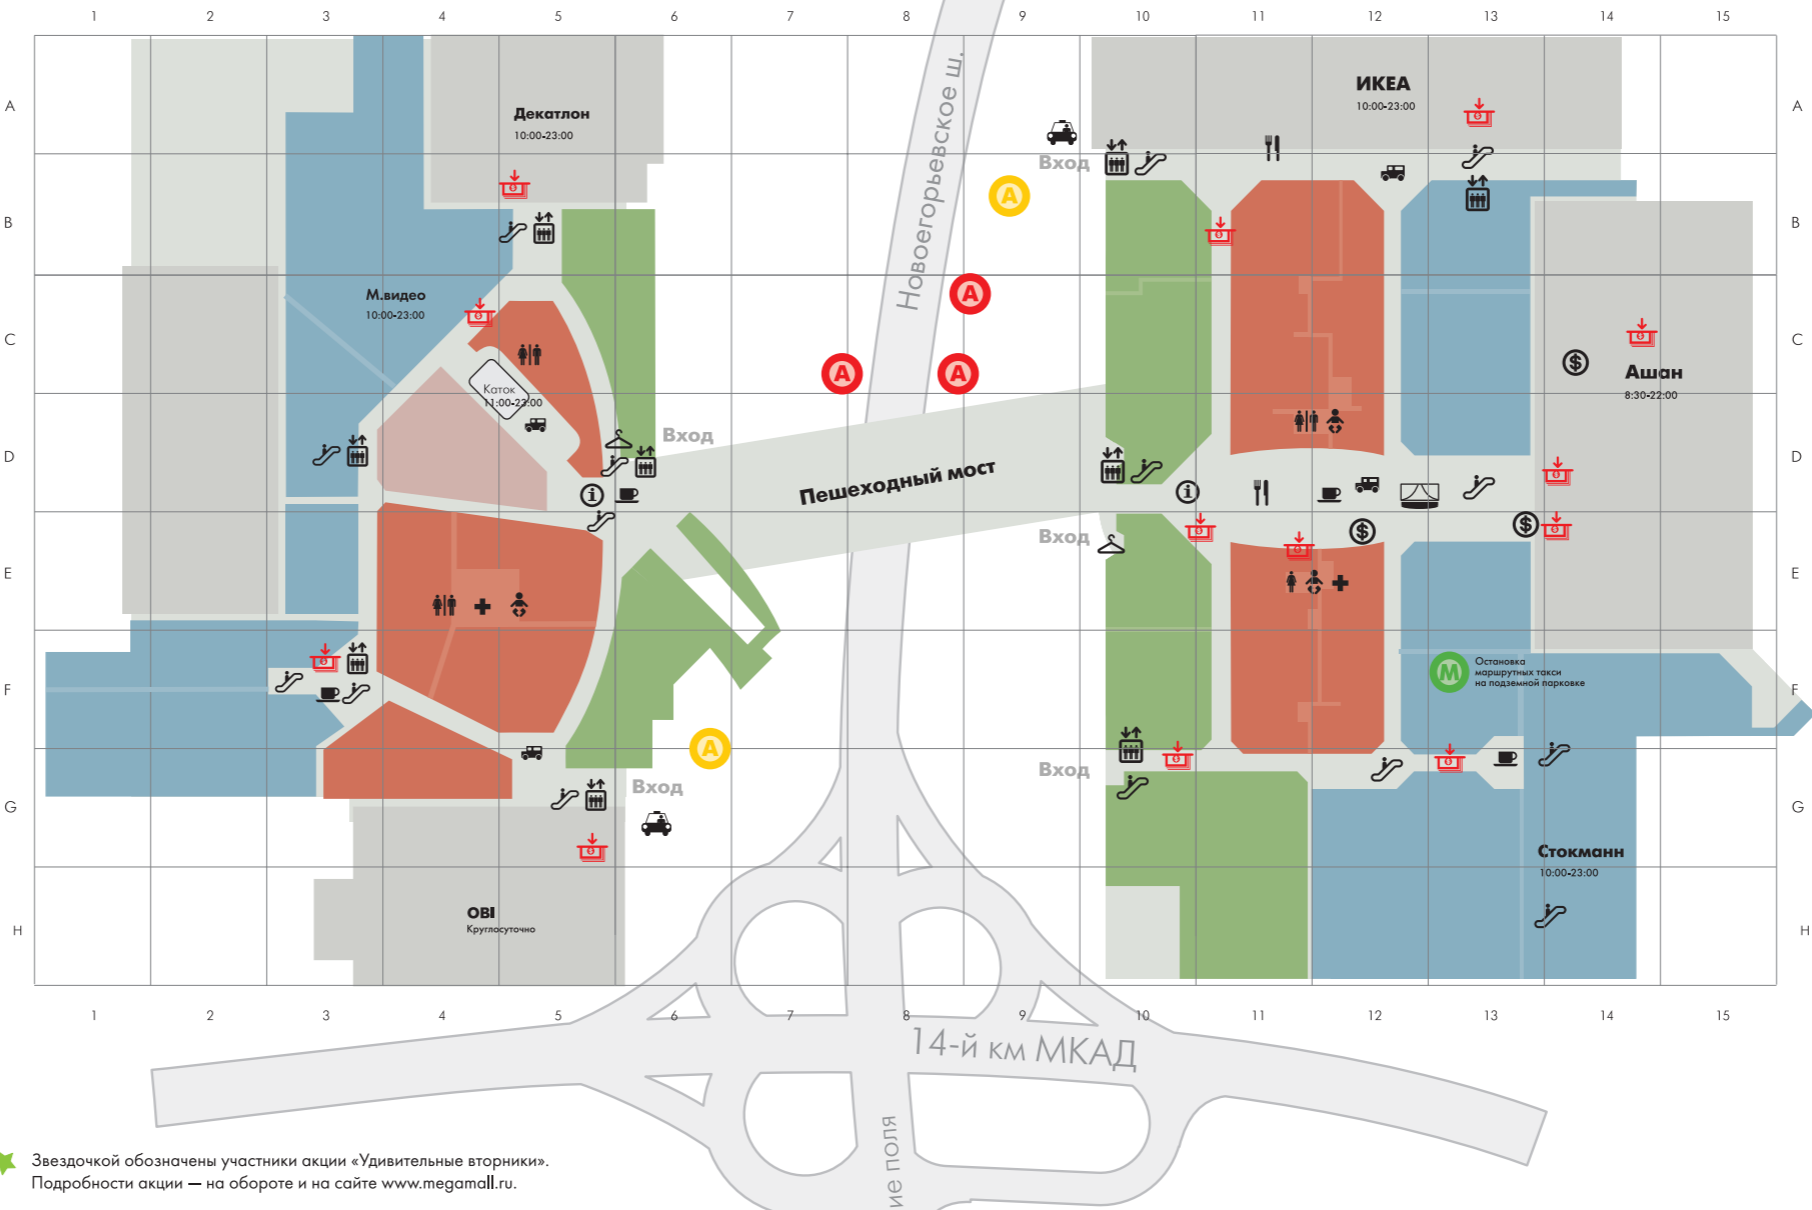 1 2 3 4 5 6 7 8 9 10 11 12 13 14 15
A
A
B
B
C
C
D
D
E
E
F
F
G
G
H
H
Декатлон
10:00-23:00
Новоегорьевское ш.
ИКЕА
10:00-23:00
Вход
A
М.видео
10:00-23:00
A
A
A
Каток
11:00-23:00
Ашан
8:30-22:00
Вход
Пешеходный мост
Вход
M
Остановка
маршрутных такси
на подземной парковке
A
Вход
Вход
Стокманн
10:00-23:00
OBI
Круглосуточно
1 2 3 4 5 6 7 8 9 10 11 12 13 14 15
14-й км МКАД
ие поля
Звездочкой обозначены участники акции «Удивительные вторники».
Подробности акции — на обороте и на сайте www.megamall.ru.